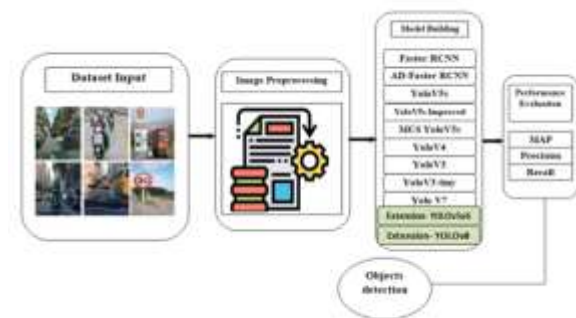 Dataset Input
Image Preprocessing
Model Building
Faster RCNN
AD-Faster RCNN
YoloV5s
YoloV5s-Improved
MCS YoloV5s
YoloV4
YoloV3
YoloV3-tiny
Yolo V7
Extension- YOLOv5x6
Extension- YOLOv8
Performance
Evaluation
MAP
Precision
Recall
Objects
detection